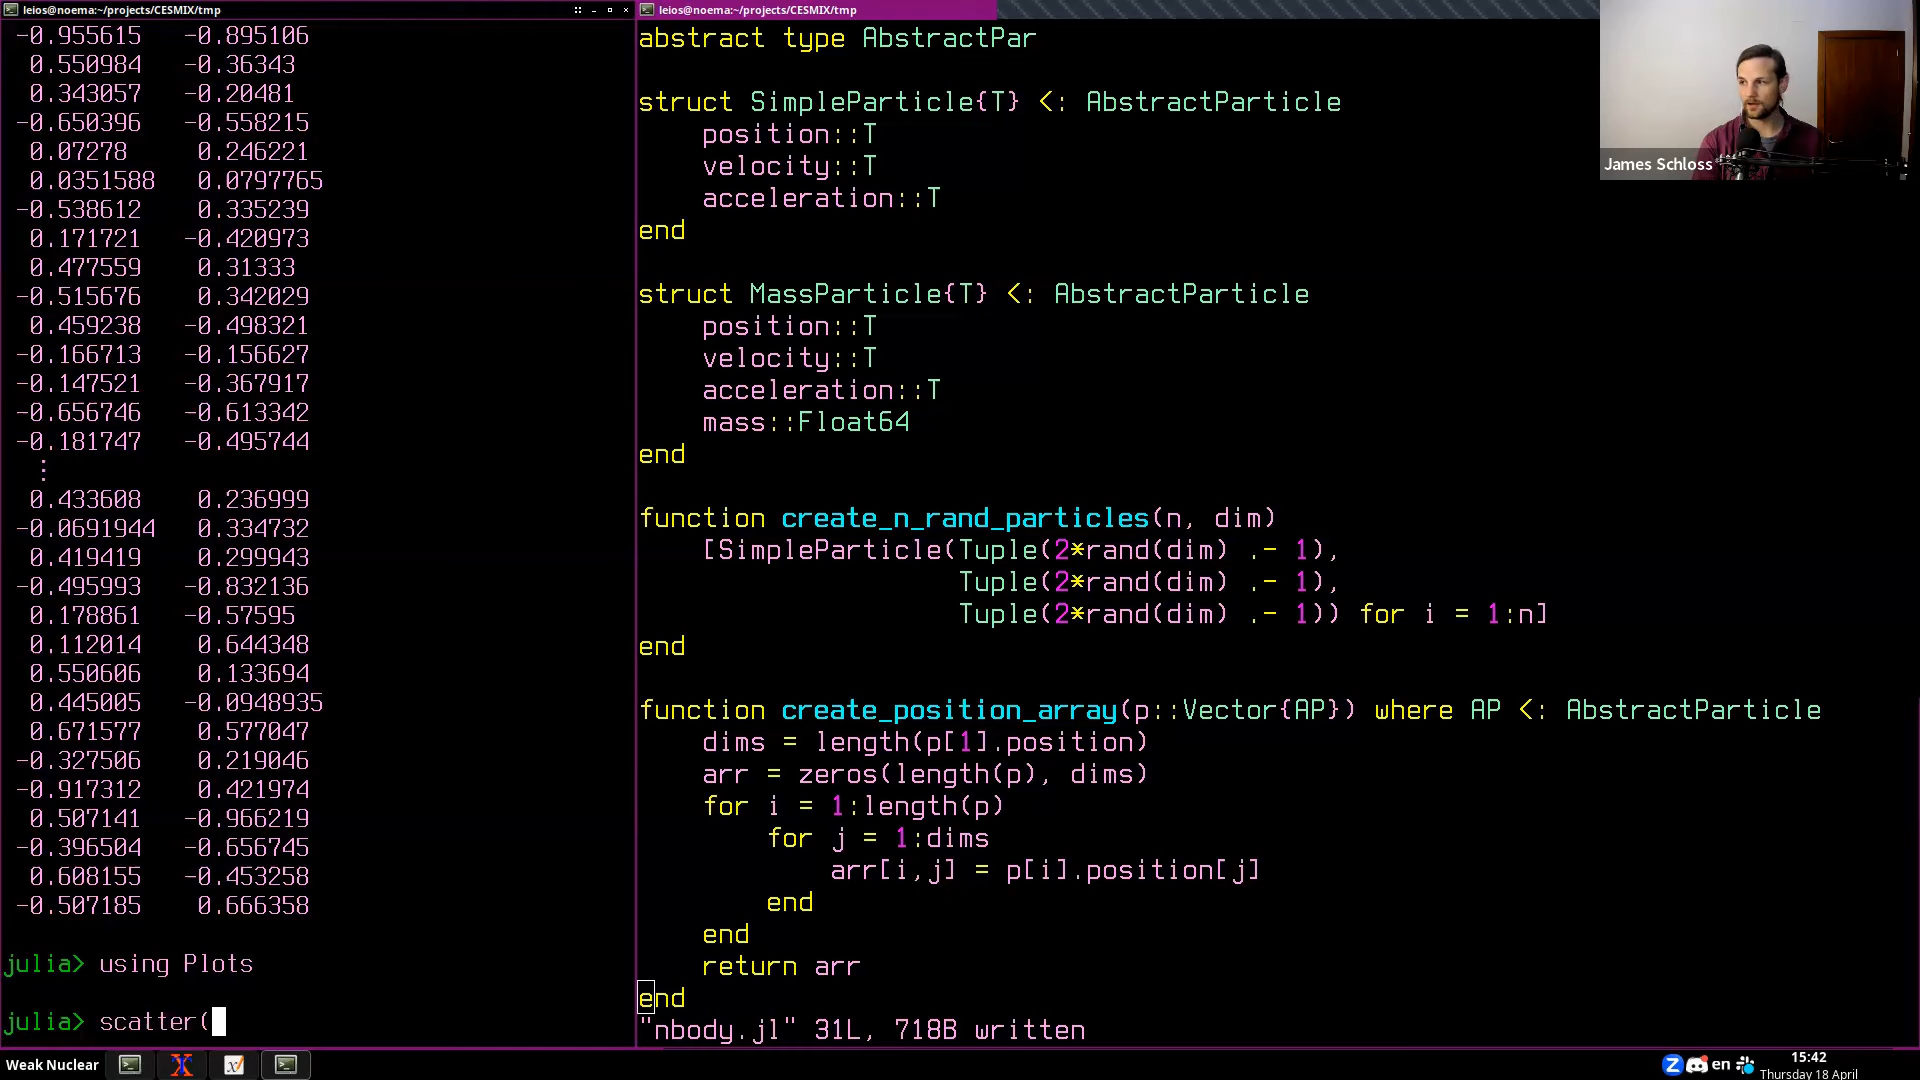 leios@noema:~/projects/CESMIX/tmp
-0.955615 -0.895106
0.550984 -0.36343
0.343057 -0.20481
-0.650396 -0.558215
0.07278 0.246221
0.0351588 0.0797765
-0.538612 0.335239
0.171721 -0.420973
0.477559 0.31333
-0.515676 0.342029
0.459238 -0.498321
-0.166713 -0.156627
-0.147521 -0.367917
-0.656746 -0.613342
-0.181747 -0.495744
⋮
0.433608 0.236999
-0.0691944 0.334732
0.419419 0.299943
-0.495993 -0.832136
0.178861 -0.57595
0.112014 0.644348
0.550606 0.133694
0.445005 -0.0948935
0.671577 0.577047
-0.327506 0.219046
-0.917312 0.421974
0.507141 -0.966219
-0.396504 -0.656745
0.608155 -0.453258
-0.507185 0.666358
julia> using Plots
julia> scatter(
leios@noema:~/projects/CESMIX/tmp
abstract type AbstractPar
struct SimpleParticle{T} <: AbstractParticle
position::T
velocity::T
acceleration::T
end
struct MassParticle{T} <: AbstractParticle
position::T
velocity::T
acceleration::T
mass::Float64
end
function create_n_rand_particles(n, dim)
[SimpleParticle(Tuple(2*rand(dim) .- 1),
Tuple(2*rand(dim) .- 1),
Tuple(2*rand(dim) .- 1)) for i = 1:n]
end
function create_position_array(p::Vector{AP}) where AP <: AbstractParticle
dims = length(p[1].position)
arr = zeros(length(p), dims)
for i = 1:length(p)
for j = 1:dims
arr[i,j] = p[i].position[j]
end
end
return arr
end
"nbody.jl" 31L, 718B written
James Schloss
Weak Nuclear
en
15:42
Thursday 18 April